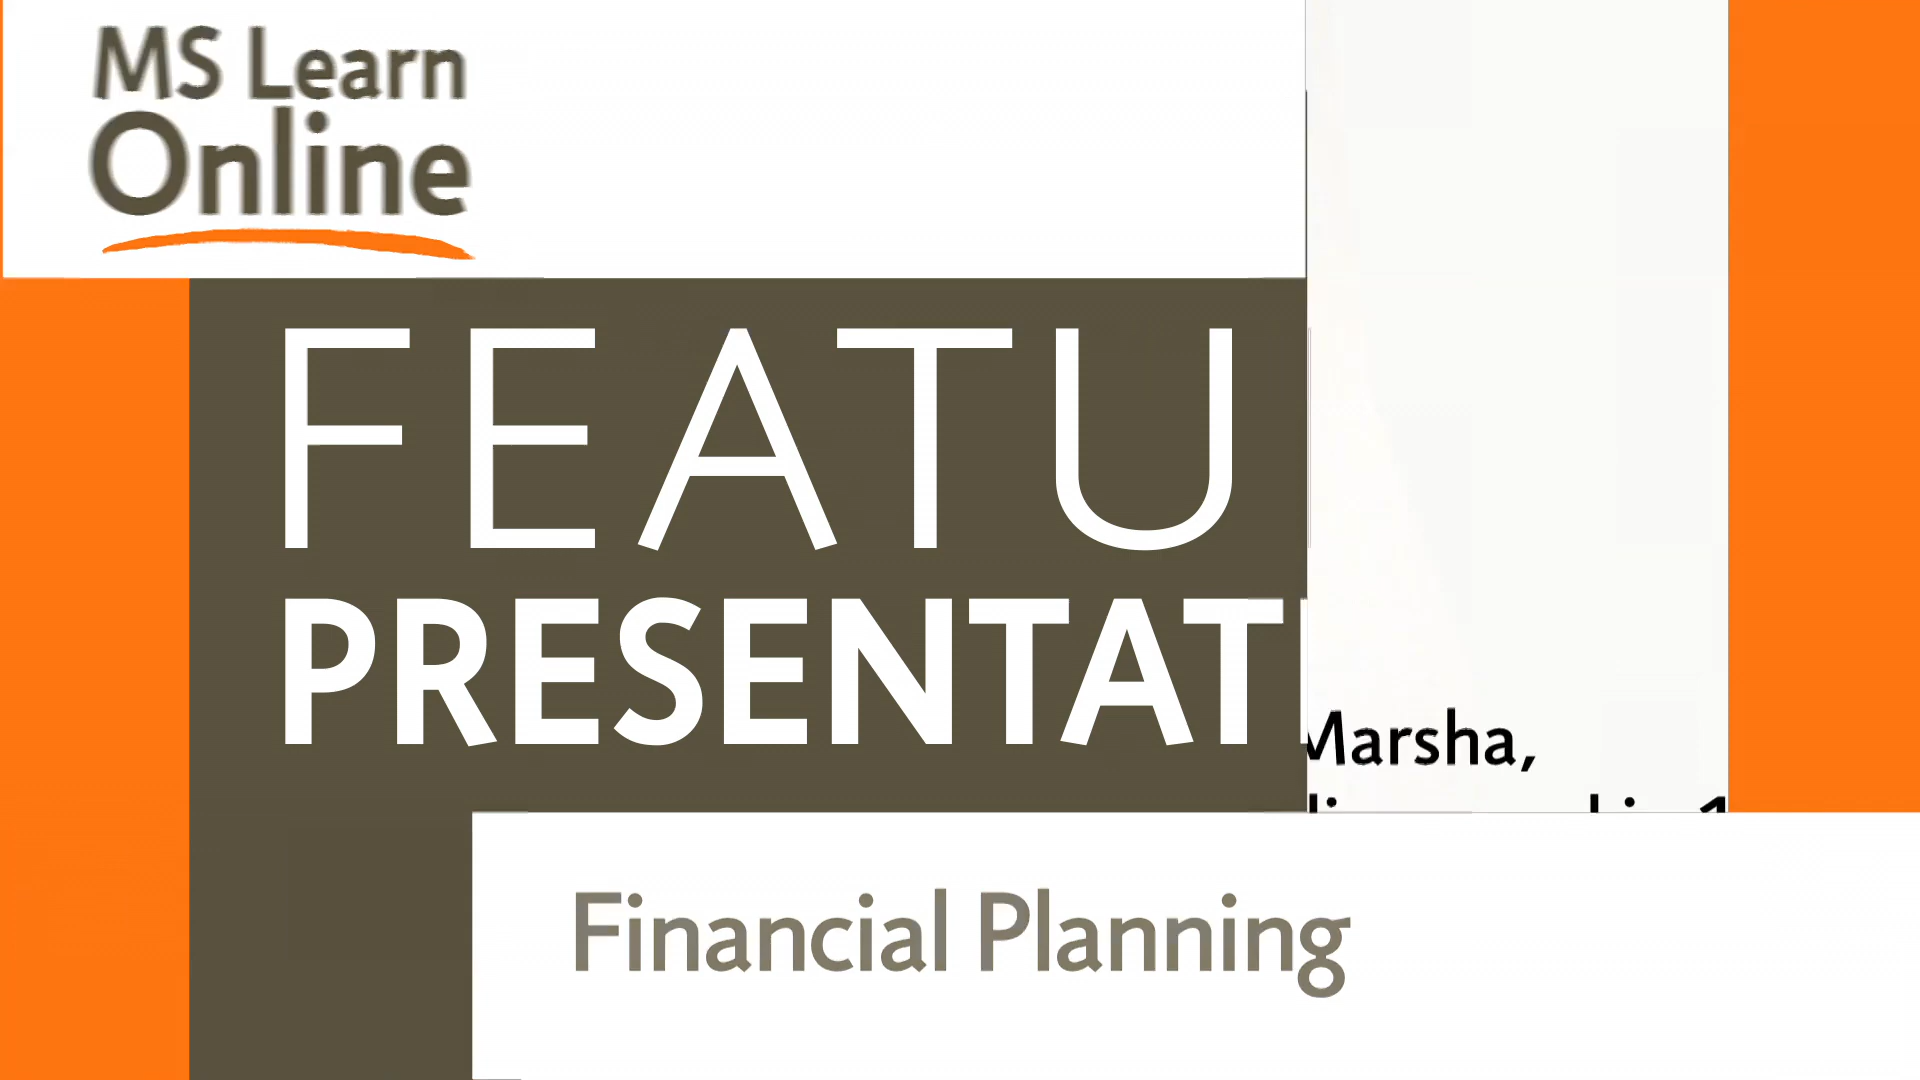 MS Learn
Online
FEATU
PRESENTAT
Marsha,
Financial Planning